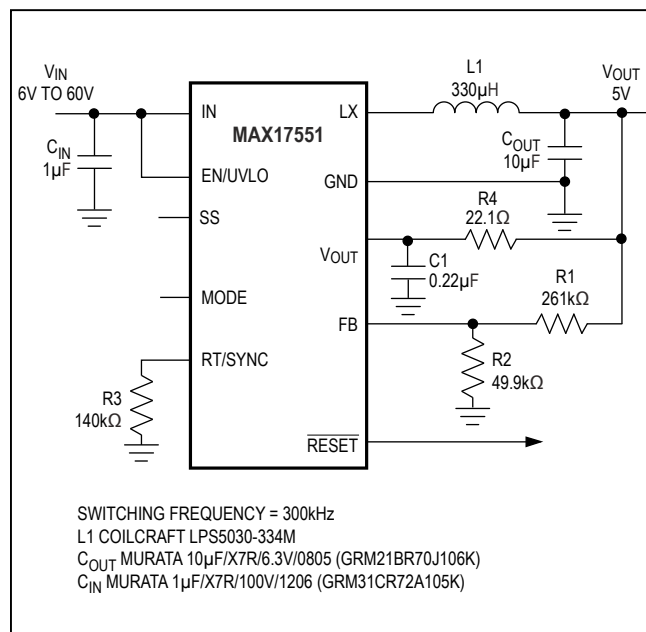 VIN
6V TO 60V
CIN
1µF
IN
EN/UVLO
SS
MODE
RT/SYNC
R3
140kΩ
MAX17551
LX
GND
VOUT
FB
RESET
L1
330µH
VOUT
5V
COUT
10µF
R4
22.1Ω
C1
0.22µF
R1
261kΩ
R2
49.9kΩ
SWITCHING FREQUENCY = 300kHz
L1 COILCRAFT LPS5030-334M
COUT MURATA 10µF/X7R/6.3V/0805 (GRM21BR70J106K)
CIN MURATA 1µF/X7R/100V/1206 (GRM31CR72A105K)